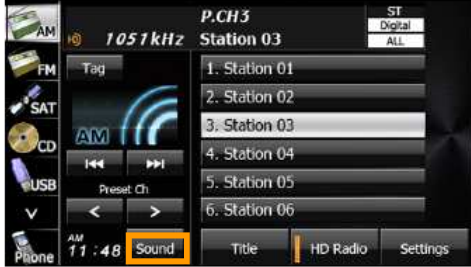 AM
FM
SAT
CD
USB
Phone
1051kHz
P.CH3
Station 03
ST
Digital
ALL
Tag
AM
Preset Ch
AM
11:48
Sound
1. Station 01
2. Station 02
3. Station 03
4. Station 04
5. Station 05
6. Station 06
Title
HD Radio
Settings